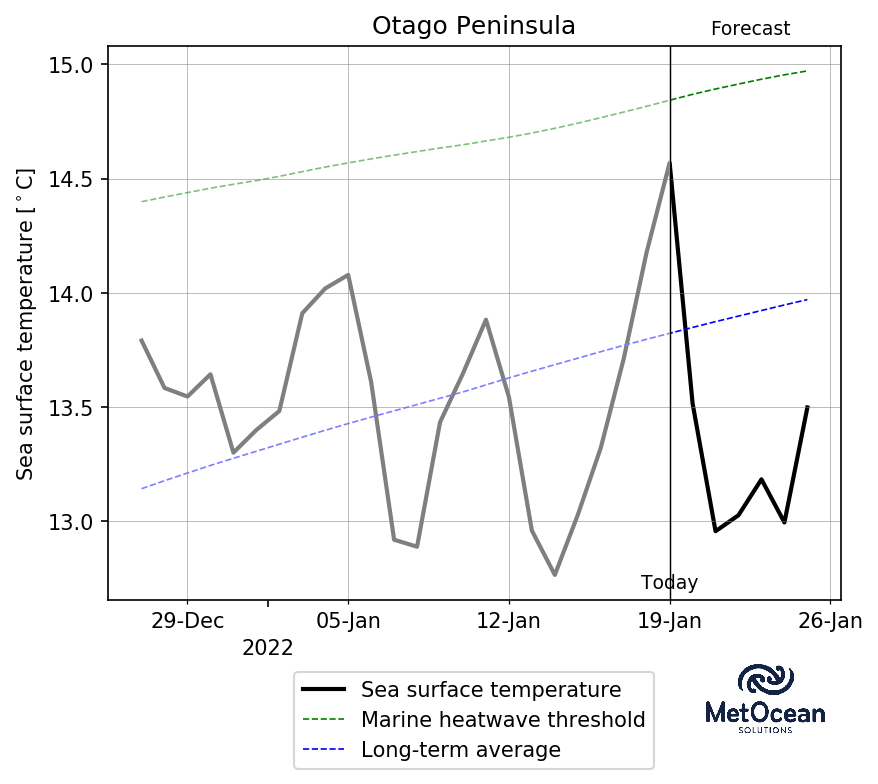 Otago Peninsula
Forecast
15.0
14.5
14.0
13.5
13.0
Sea surface temperature [°C]
Today
29-Dec 05-Jan 12-Jan 19-Jan 26-Jan
2022
Sea surface temperature
Marine heatwave threshold
Long-term average
MetOcean
SOLUTIONS